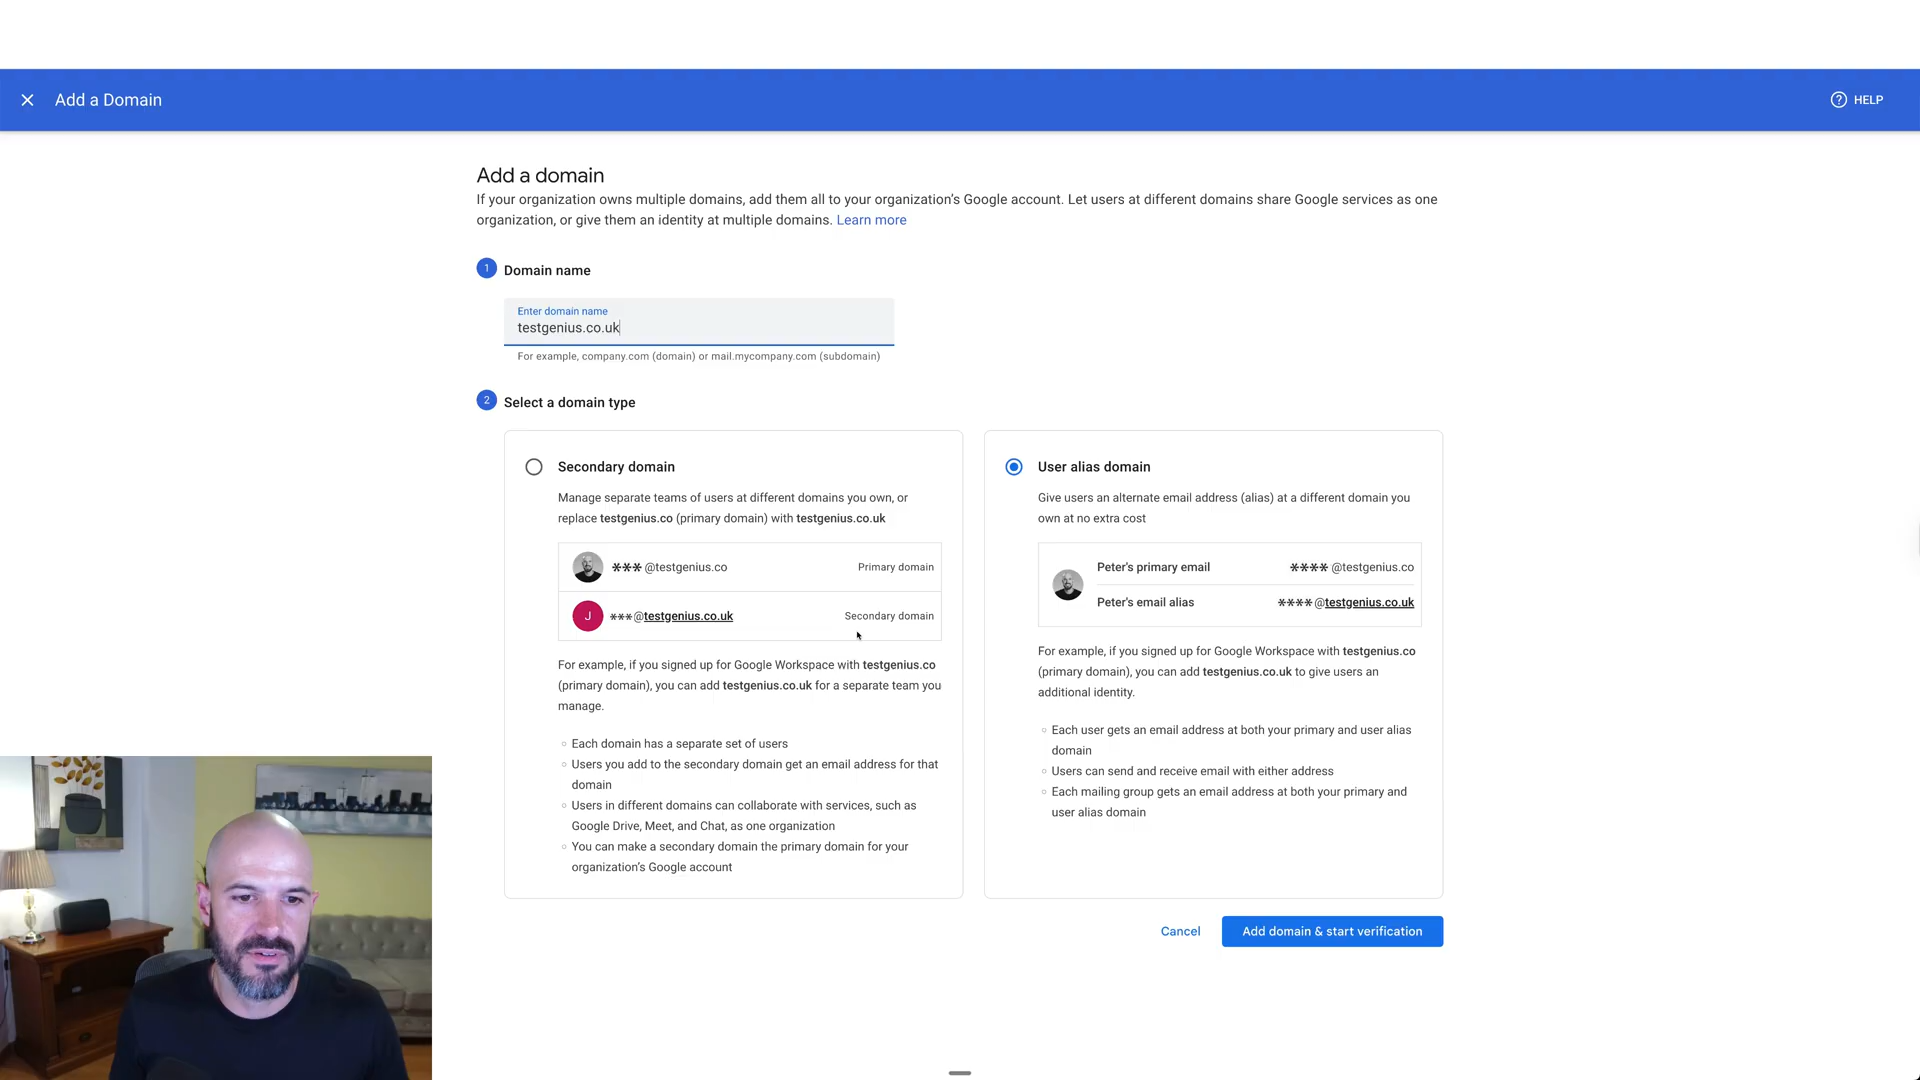 Add a Domain
HELP
Add a domain
If your organization owns multiple domains, add them all to your organization's Google account. Let users at different domains share Google services as one
organization, or give them an identity at multiple domains. Learn more
1 Domain name
Enter domain name
testgenius.co.uk
For example, company.com (domain) or mail.mycompany.com (subdomain)
2 Select a domain type
Secondary domain
Manage separate teams of users at different domains you own, or
replace testgenius.co (primary domain) with testgenius.co.uk
*** @testgenius.co Primary domain
J ***@testgenius.co.uk Secondary domain
For example, if you signed up for Google Workspace with testgenius.co
(primary domain), you can add testgenius.co.uk for a separate team you
manage.
Each domain has a separate set of users
Users you add to the secondary domain get an email address for that
domain
Users in different domains can collaborate with services, such as
Google Drive, Meet, and Chat, as one organization
You can make a secondary domain the primary domain for your
organization's Google account
User alias domain
Give users an alternate email address (alias) at a different domain you
own at no extra cost
Peter's primary email **** @testgenius.co
Peter's email alias ****@testgenius.co.uk
For example, if you signed up for Google Workspace with testgenius.co
(primary domain), you can add testgenius.co.uk to give users an
additional identity.
Each user gets an email address at both your primary and user alias
domain
Users can send and receive email with either address
Each mailing group gets an email address at both your primary and
user alias domain
Cancel
Add domain & start verification